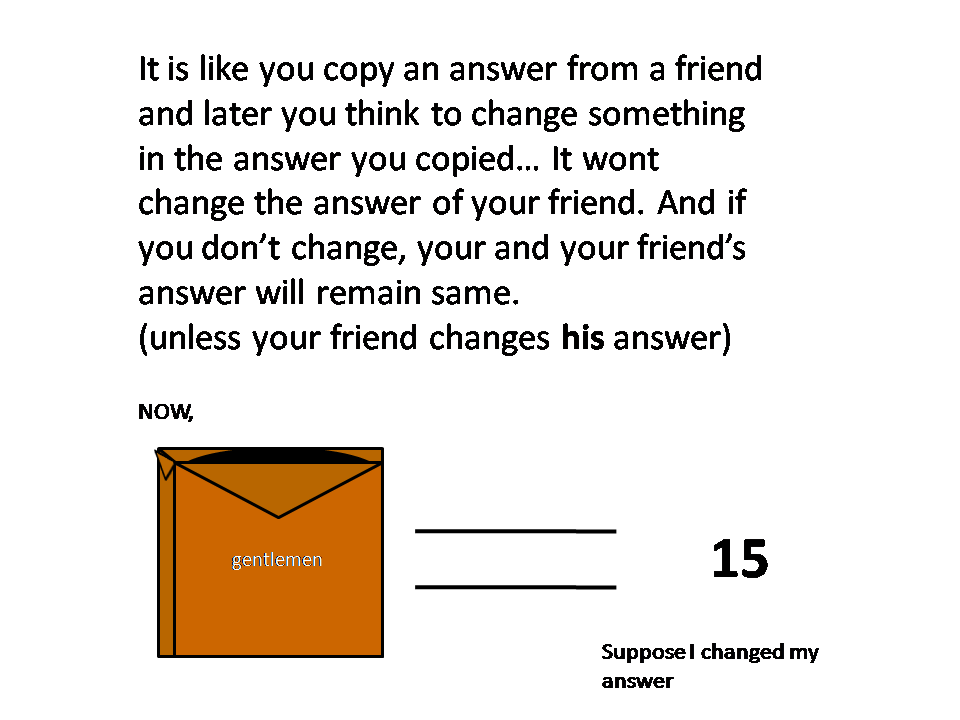 It is like you copy an answer from a friend
and later you think to change something
in the answer you copied... It wont
change the answer of your friend. And if
you don't change, your and your friend's
answer will remain same.
(unless your friend changes his answer)
NOW,
gentlemen
15
Suppose I changed my
answer